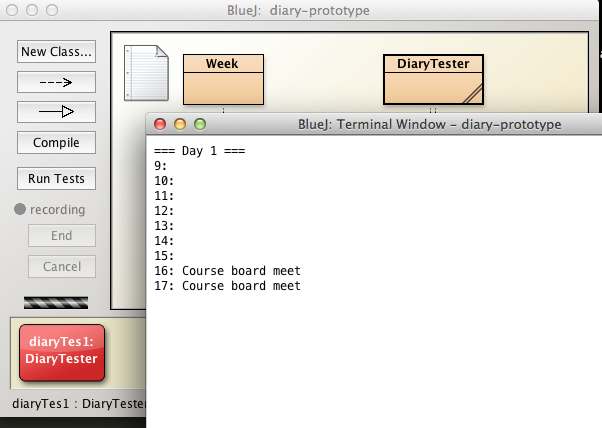 BlueJ: diary-prototype
New Class...
Compile
Run Tests
recording
End
Cancel
Week
DiaryTester
BlueJ: Terminal Window - diary-prototype
=== Day 1 ===
9:
10:
11:
12:
13:
14:
15:
16: Course board meet
17: Course board meet
diaryTes1:
DiaryTester
diaryTes1 : DiaryTester